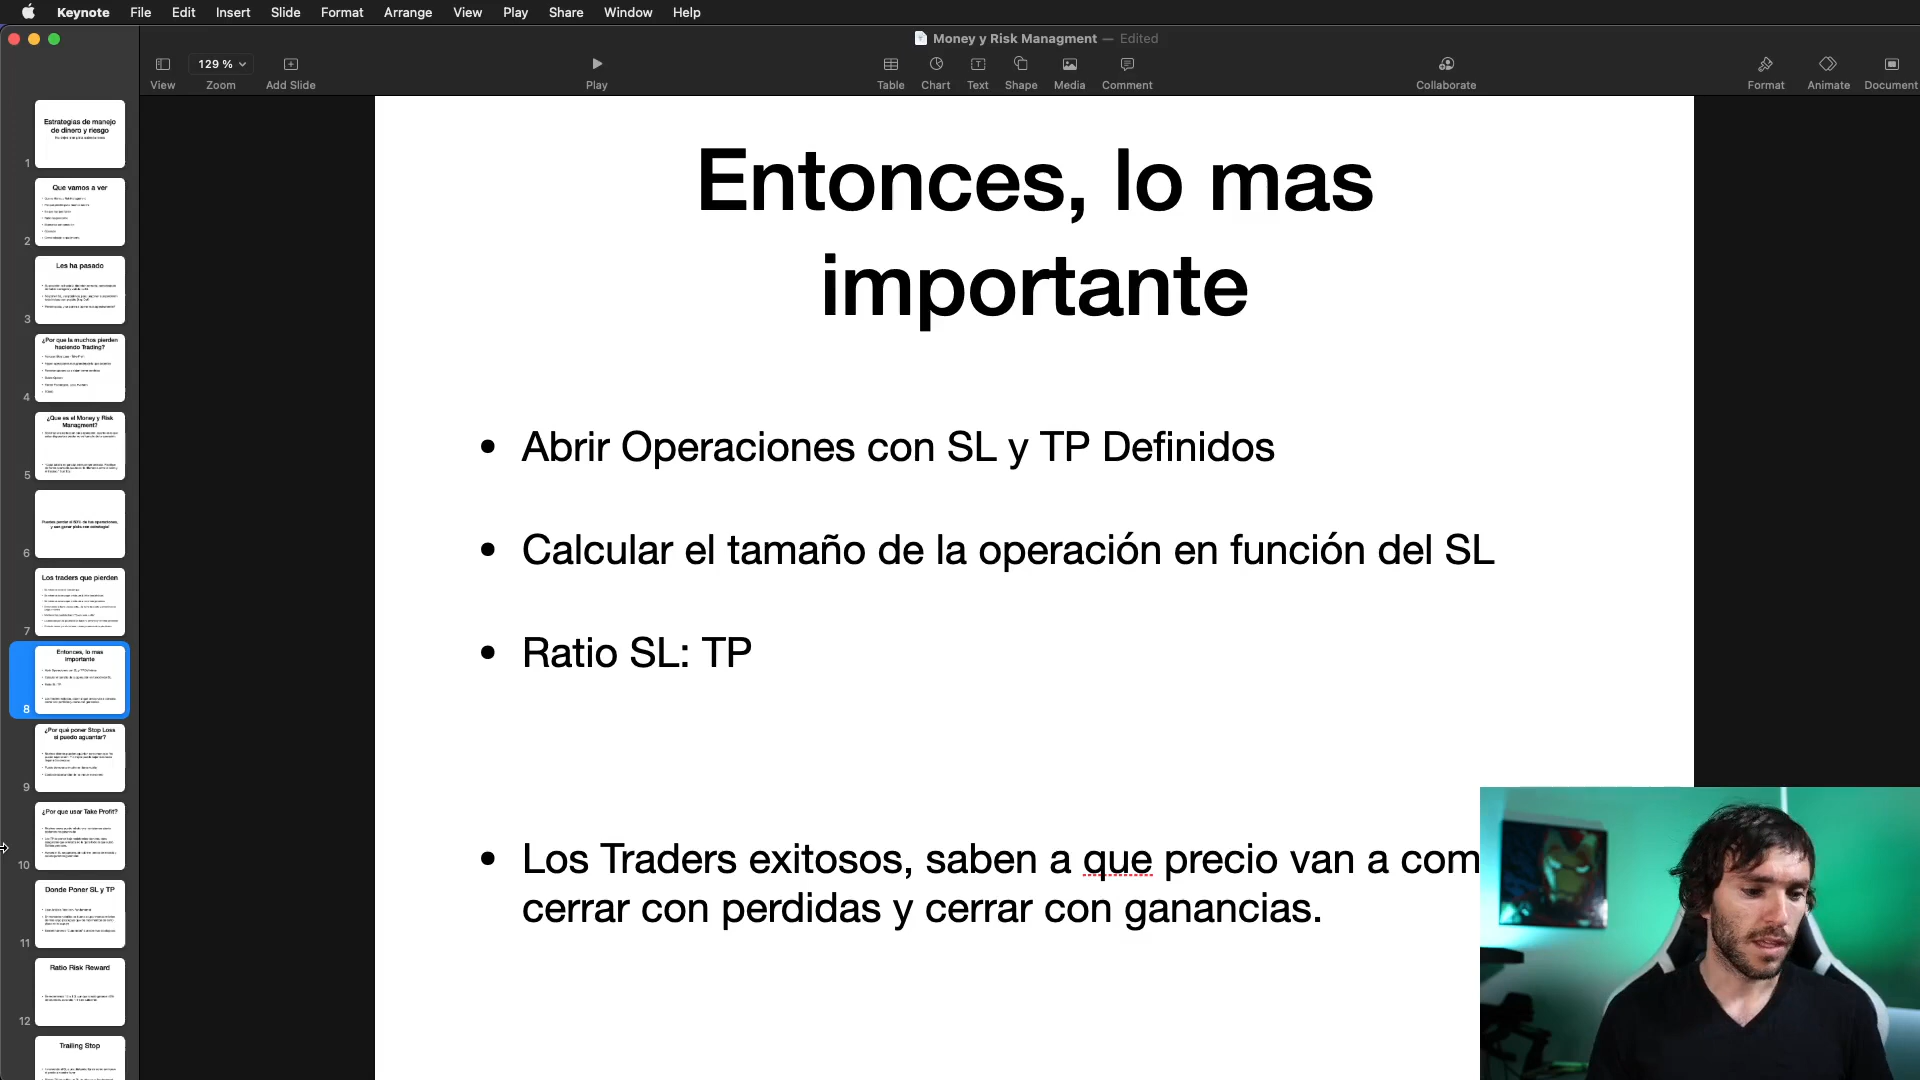 Keynote File Edit Insert Slide Format Arrange View Play Share Window Help
Money y Risk Managment — Edited
129 %
View Zoom Add Slide Play Table Chart Text Shape Media Comment Collaborate Format Animate Document
Estrategias de manejo
de dinero y riesgo
1
Que vamos a ver
2
Les ha pasado
3
¿Por que la muchos pierden
haciendo Trading?
4
¿Que es el Money y Risk
Managment?
5
6
Los traders que pierden
7
Entonces, lo mas
importante
8
¿Por qué poner Stop Loss
si puedo aguantar?
9
¿Por que usar Take Profit?
10
Donde Poner SL y TP
11
Ratio Risk Reward
12
Trailing Stop
Entonces, lo mas
importante
• Abrir Operaciones con SL y TP Definidos
• Calcular el tamaño de la operación en función del SL
• Ratio SL: TP
• Los Traders exitosos, saben a que precio van a com
cerrar con perdidas y cerrar con ganancias.